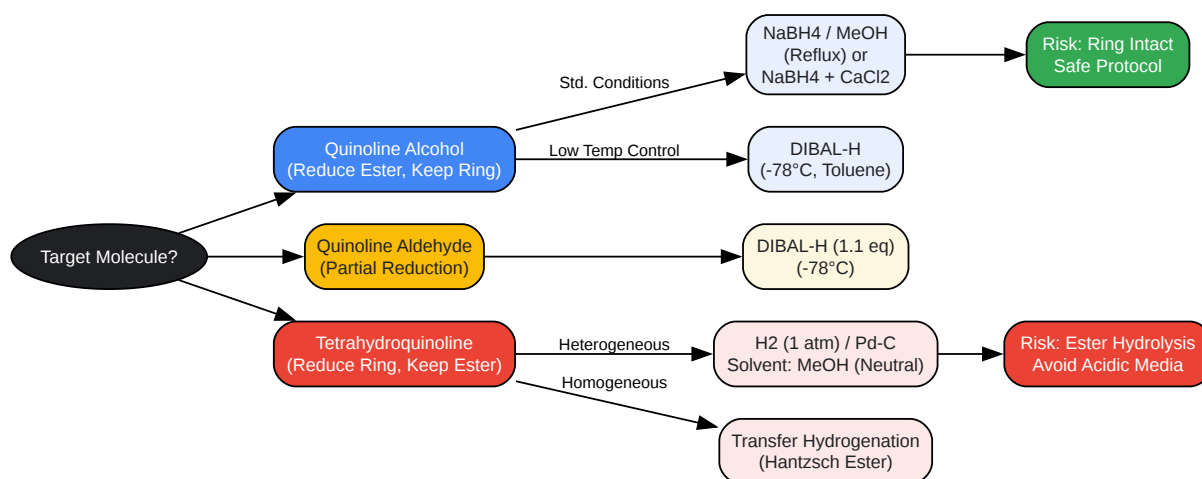 Target Molecule?
Quinoline Alcohol
(Reduce Ester, Keep Ring)
Std. Conditions
NaBH4 / MeOH
(Reflux) or
NaBH4 + CaCl2
Risk: Ring Intact
Safe Protocol
Low Temp Control
DIBAL-H
(-78°C, Toluene)
Quinoline Aldehyde
(Partial Reduction)
DIBAL-H (1.1 eq)
(-78°C)
Tetrahydroquinoline
(Reduce Ring, Keep Ester)
Heterogeneous
H2 (1 atm) / Pd-C
Solvent: MeOH (Neutral)
Risk: Ester Hydrolysis
Avoid Acidic Media
Homogeneous
Transfer Hydrogenation
(Hantzsch Ester)